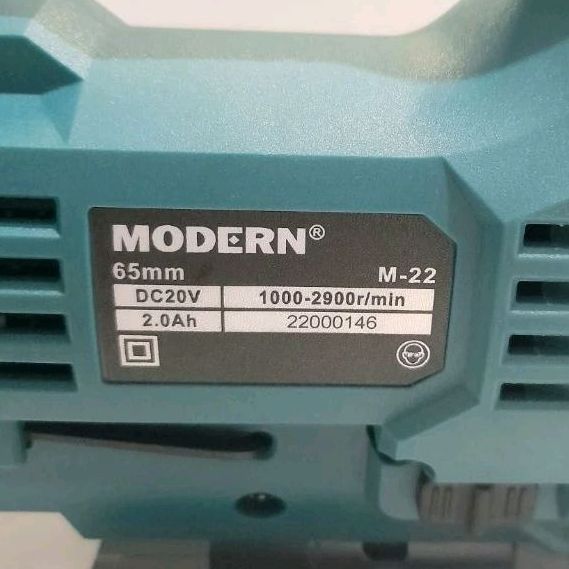 MODERN®
65mm M-22
DC20V 1000-2900r/min
2.0Ah 22000146